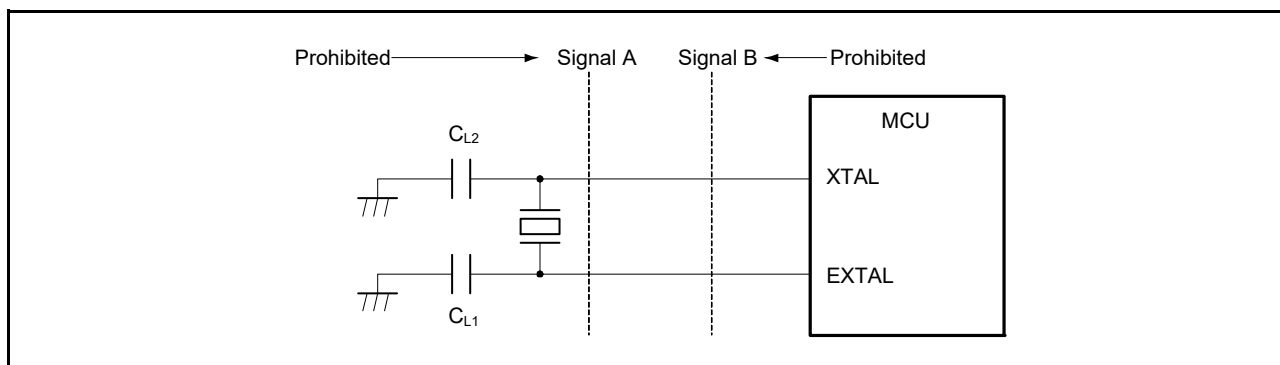 Prohibited Signal A Signal B Prohibited
MCU
CL2
XTAL
EXTAL
CL1